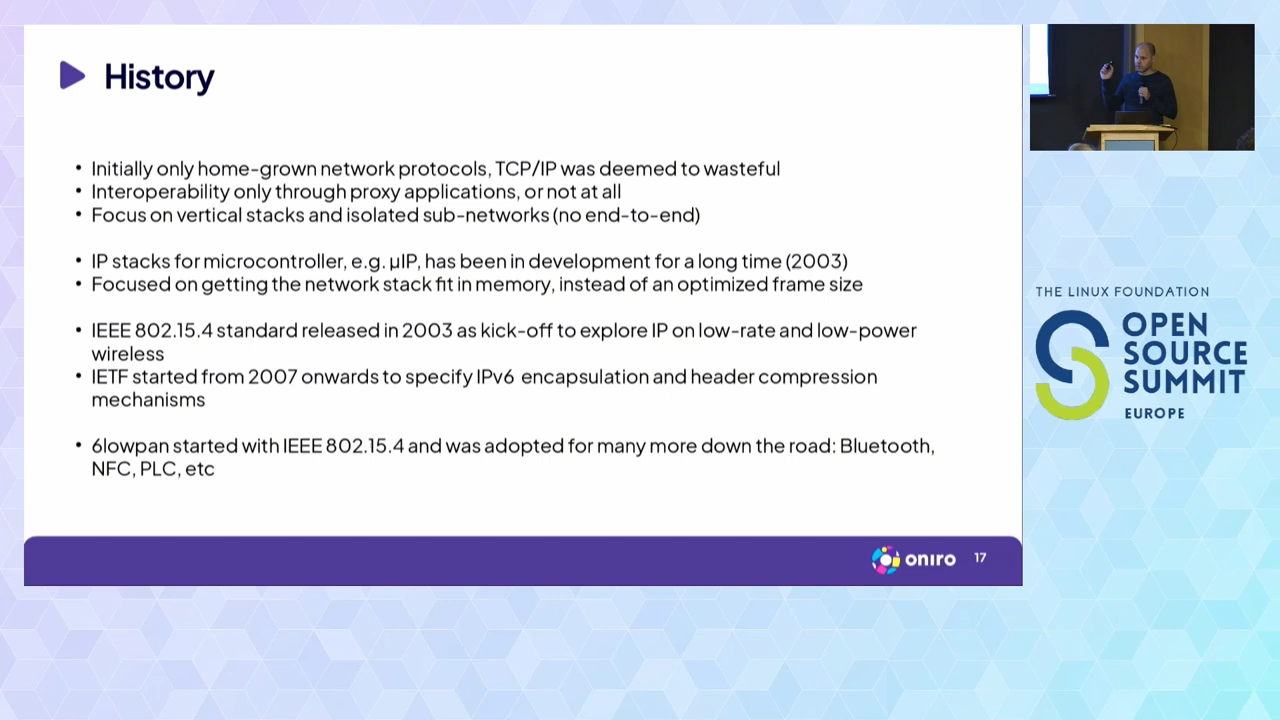 History
• Initially only home-grown network protocols, TCP/IP was deemed to wasteful
• Interoperability only through proxy applications, or not at all
• Focus on vertical stacks and isolated sub-networks (no end-to-end)
• IP stacks for microcontroller, e.g. µIP, has been in development for a long time (2003)
• Focused on getting the network stack fit in memory, instead of an optimized frame size
• IEEE 802.15.4 standard released in 2003 as kick-off to explore IP on low-rate and low-power
wireless
• IETF started from 2007 onwards to specify IPv6 encapsulation and header compression
mechanisms
• 6lowpan started with IEEE 802.15.4 and was adopted for many more down the road: Bluetooth,
NFC, PLC, etc
oniro 17
THE LINUX FOUNDATION
OPEN
SOURCE
SUMMIT
EUROPE